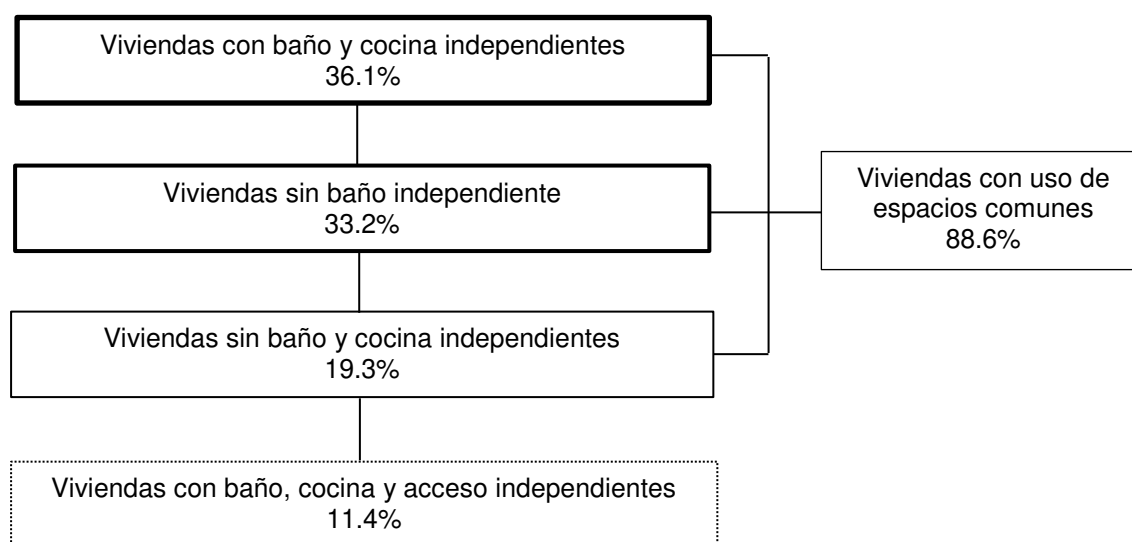 Viviendas con baño y cocina independientes
36.1%
Viviendas sin baño independiente
33.2%
Viviendas con uso de
espacios comunes
88.6%
Viviendas sin baño y cocina independientes
19.3%
Viviendas con baño, cocina y acceso independientes
11.4%